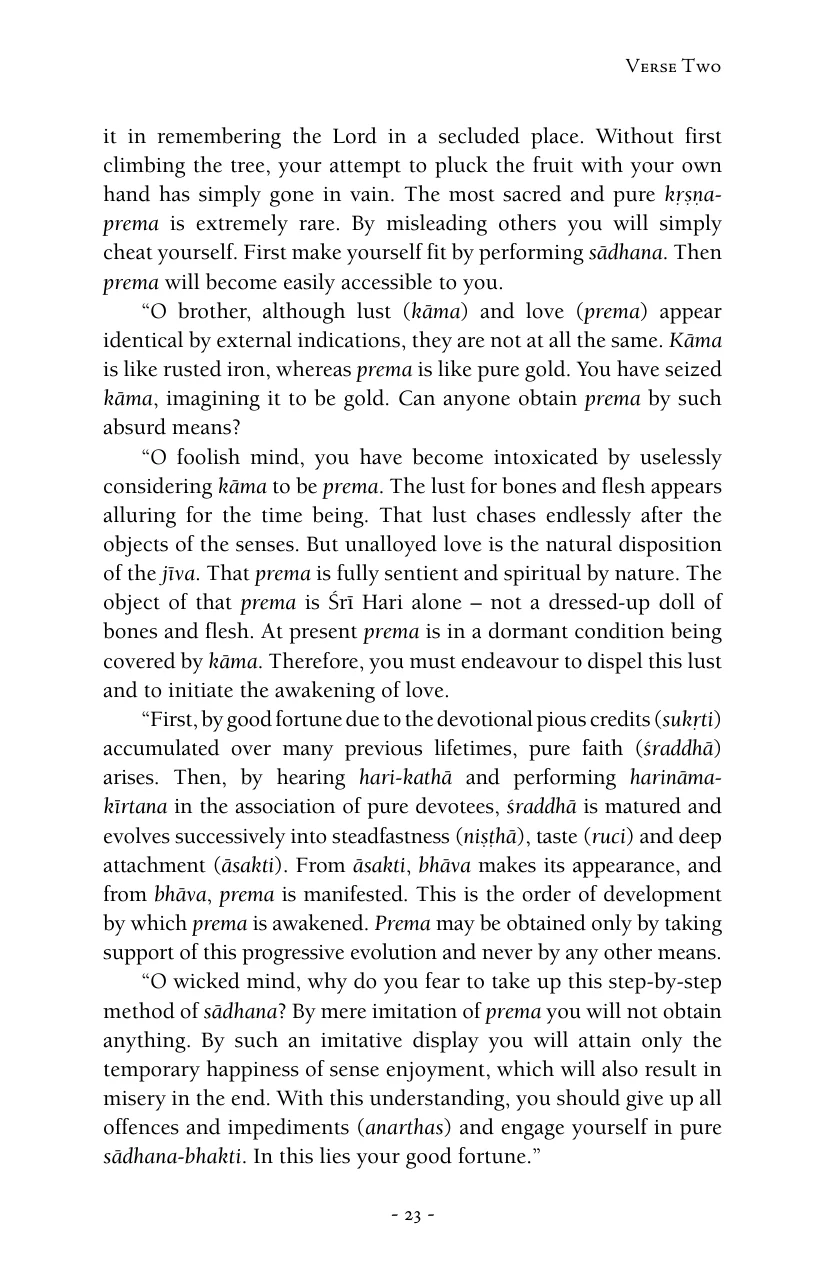 Verse Two
it in remembering the Lord in a secluded place. Without first
climbing the tree, your attempt to pluck the fruit with your own
hand has simply gone in vain. The most sacred and pure kṛṣṇa-
prema is extremely rare. By misleading others you will simply
cheat yourself. First make yourself fit by performing sādhana. Then
prema will become easily accessible to you.
“O brother, although lust (kāma) and love (prema) appear
identical by external indications, they are not at all the same. Kāma
is like rusted iron, whereas prema is like pure gold. You have seized
kāma, imagining it to be gold. Can anyone obtain prema by such
absurd means?
“O foolish mind, you have become intoxicated by uselessly
considering kāma to be prema. The lust for bones and flesh appears
alluring for the time being. That lust chases endlessly after the
objects of the senses. But unalloyed love is the natural disposition
of the jīva. That prema is fully sentient and spiritual by nature. The
object of that prema is Śrī Hari alone – not a dressed-up doll of
bones and flesh. At present prema is in a dormant condition being
covered by kāma. Therefore, you must endeavour to dispel this lust
and to initiate the awakening of love.
“First, by good fortune due to the devotional pious credits (sukṛti)
accumulated over many previous lifetimes, pure faith (śraddhā)
arises. Then, by hearing hari-kathā and performing harināma-
kīrtana in the association of pure devotees, śraddhā is matured and
evolves successively into steadfastness (niṣṭhā), taste (ruci) and deep
attachment (āsakti). From āsakti, bhāva makes its appearance, and
from bhāva, prema is manifested. This is the order of development
by which prema is awakened. Prema may be obtained only by taking
support of this progressive evolution and never by any other means.
“O wicked mind, why do you fear to take up this step-by-step
method of sādhana? By mere imitation of prema you will not obtain
anything. By such an imitative display you will attain only the
temporary happiness of sense enjoyment, which will also result in
misery in the end. With this understanding, you should give up all
offences and impediments (anarthas) and engage yourself in pure
sādhana-bhakti. In this lies your good fortune.”
- 23 -